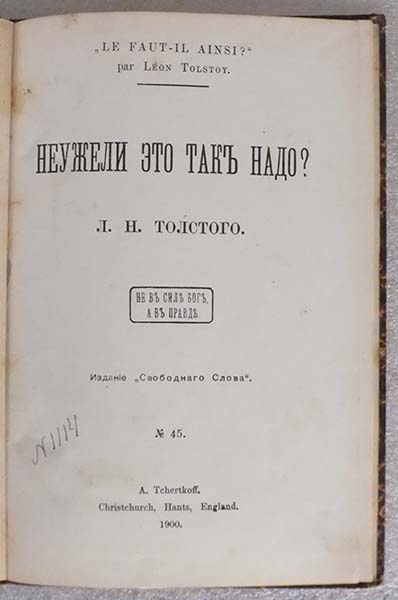 „LE FAUT-IL AINSI?“
par LÉON TOLSTOY.
НЕУЖЕЛИ ЭТО ТАКЪ НАДО?
Л. Н. ТОЛСТОГО.
НЕ ВЪ СИЛѢ БОГЪ,
А ВЪ ПРАВДѢ.
Изданіе „Свободнаго Слова“.
№ 45.
N 1114
A. Tchertkoff.
Christchurch, Hants, England.
1900.